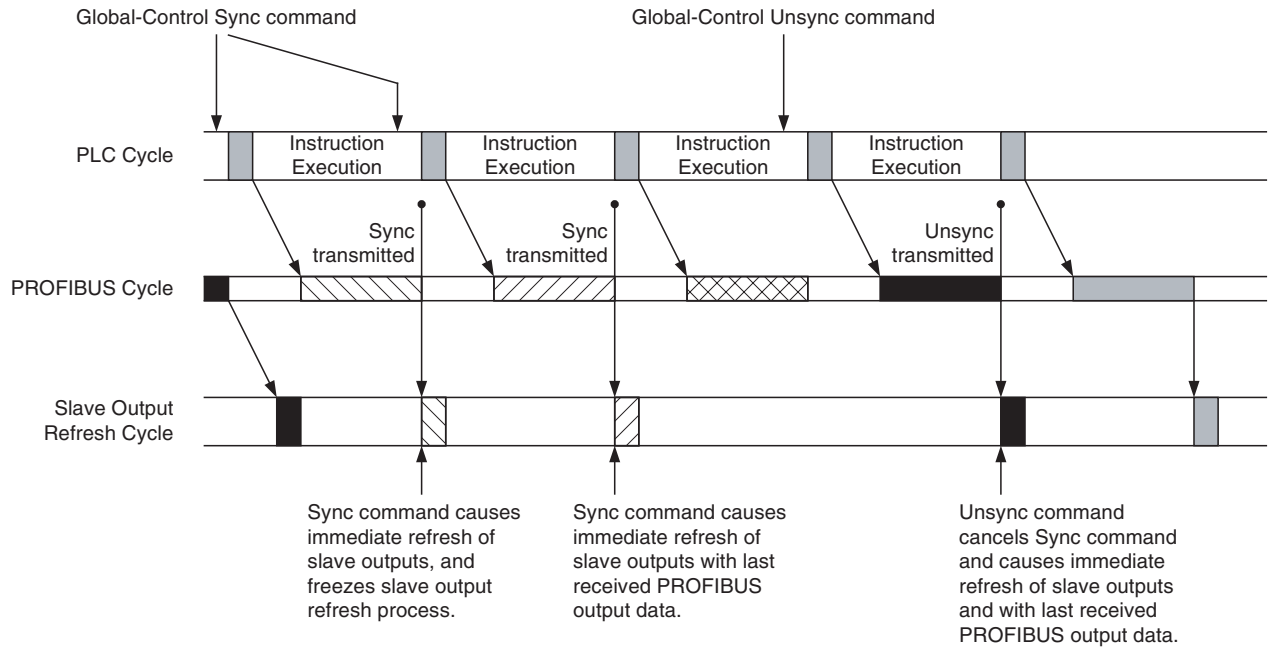 Global-Control Sync command
Global-Control Unsync command
PLC Cycle
Instruction
Execution
Instruction
Execution
Instruction
Execution
Instruction
Execution
Sync
transmitted
Sync
transmitted
Unsync
transmitted
PROFIBUS Cycle
Slave Output
Refresh Cycle
Sync command causes
immediate refresh of
slave outputs, and
freezes slave output
refresh process.
Sync command causes
immediate refresh of
slave outputs with last
received PROFIBUS
output data.
Unsync command
cancels Sync command
and causes immediate
refresh of slave outputs
and with last received
PROFIBUS output data.